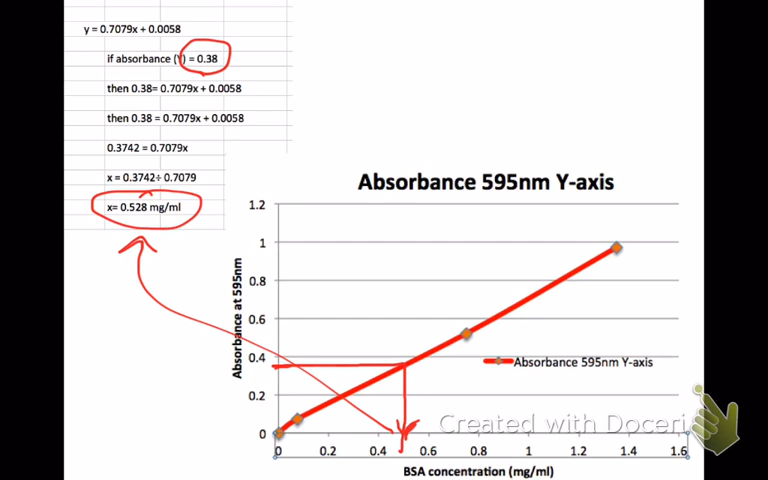 y = 0.7079x + 0.0058
if absorbance (Y) = 0.38
then 0.38= 0.7079x + 0.0058
then 0.38 = 0.7079x + 0.0058
0.3742 = 0.7079x
x = 0.3742÷ 0.7079
x= 0.528 mg/ml
Absorbance 595nm Y-axis
1.2
1
0.8
0.6
0.4
0.2
0
Absorbance at 595nm
Absorbance 595nm Y-axis
Created with Doceri
0 0.2 0.4 0.6 0.8 1 1.2 1.4 1.6
BSA concentration (mg/ml)